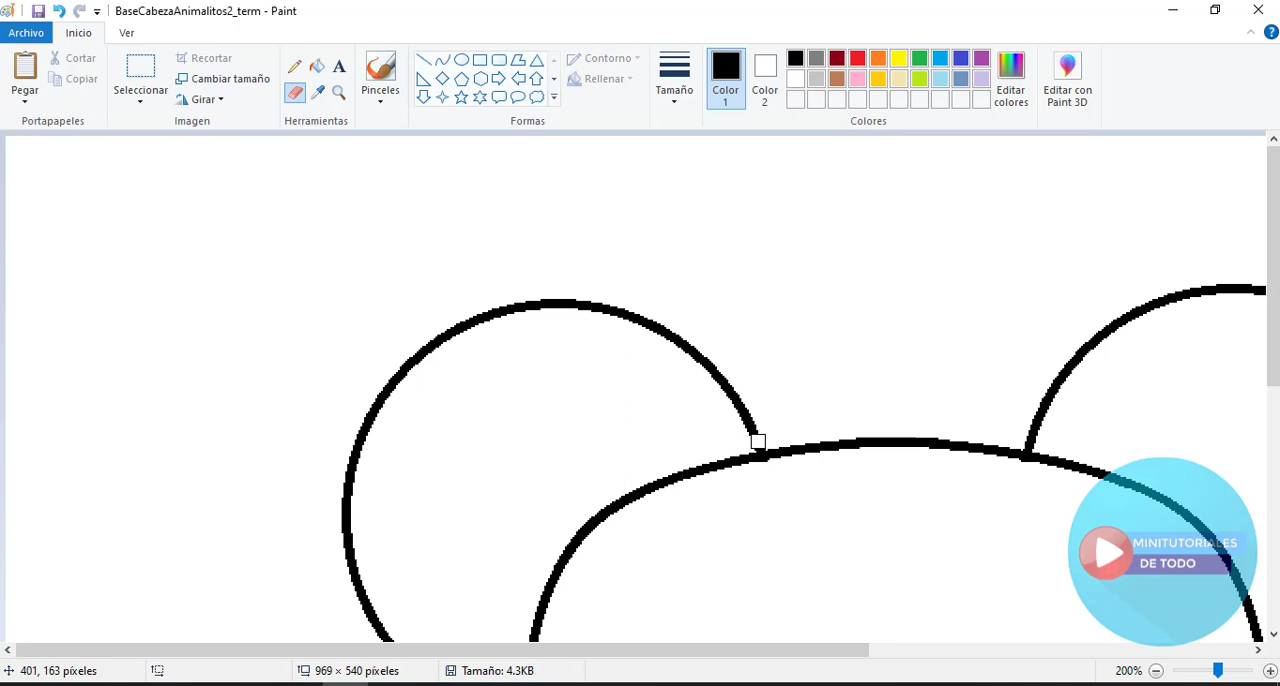 BaseCabezaAnimalitos2_term - Paint
Archivo Inicio Ver
Pegar Cortar Copiar
Portapapeles
Seleccionar Recortar Cambiar tamaño Girar
Imagen
A
Herramientas
Pinceles
Contorno
Rellenar
Formas
Tamaño
Color 1
Color 2
Editar colores
Colores
Editar con Paint 3D
?
MINITUTORIALES
DE TODO
401, 163 píxeles 969 × 540 píxeles Tamaño: 4.3KB 200%